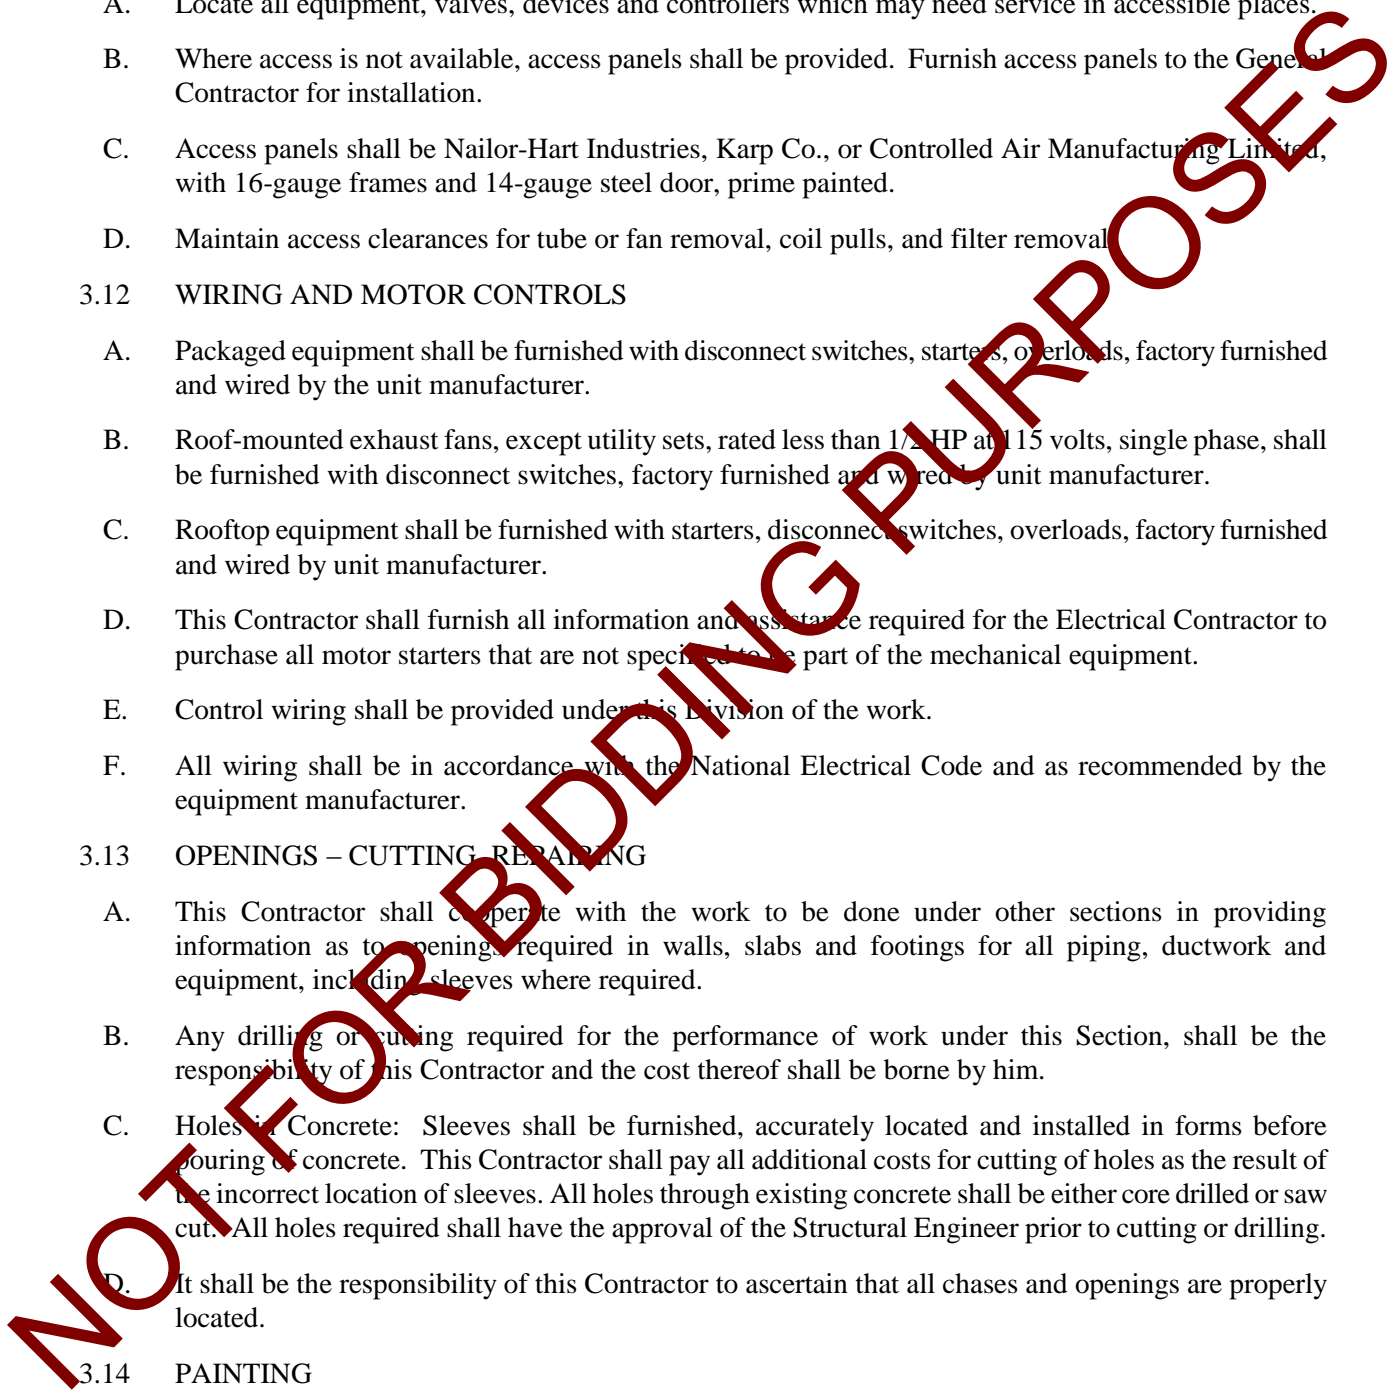 A. Locate all equipment, valves, devices and controllers which may need service in accessible places.
B. Where access is not available, access panels shall be provided. Furnish access panels to the General
Contractor for installation.
C. Access panels shall be Nailor-Hart Industries, Karp Co., or Controlled Air Manufacturing Limited,
with 16-gauge frames and 14-gauge steel door, prime painted.
D. Maintain access clearances for tube or fan removal, coil pulls, and filter removal
3.12 WIRING AND MOTOR CONTROLS
A. Packaged equipment shall be furnished with disconnect switches, starters, overloads, factory furnished
and wired by the unit manufacturer.
B. Roof-mounted exhaust fans, except utility sets, rated less than 1/2 HP at 115 volts, single phase, shall
be furnished with disconnect switches, factory furnished and wired by unit manufacturer.
C. Rooftop equipment shall be furnished with starters, disconnect switches, overloads, factory furnished
and wired by unit manufacturer.
D. This Contractor shall furnish all information and assistance required for the Electrical Contractor to
purchase all motor starters that are not specified to be part of the mechanical equipment.
E. Control wiring shall be provided under this Division of the work.
F. All wiring shall be in accordance with the National Electrical Code and as recommended by the
equipment manufacturer.
3.13 OPENINGS – CUTTING, REPAIRING
A. This Contractor shall cooperate with the work to be done under other sections in providing
information as to openings required in walls, slabs and footings for all piping, ductwork and
equipment, including sleeves where required.
B. Any drilling or cutting required for the performance of work under this Section, shall be the
responsibility of this Contractor and the cost thereof shall be borne by him.
C. Holes in Concrete: Sleeves shall be furnished, accurately located and installed in forms before
pouring of concrete. This Contractor shall pay all additional costs for cutting of holes as the result of
the incorrect location of sleeves. All holes through existing concrete shall be either core drilled or saw
cut. All holes required shall have the approval of the Structural Engineer prior to cutting or drilling.
D. It shall be the responsibility of this Contractor to ascertain that all chases and openings are properly
located.
3.14 PAINTING
NOT FOR BIDDING PURPOSES